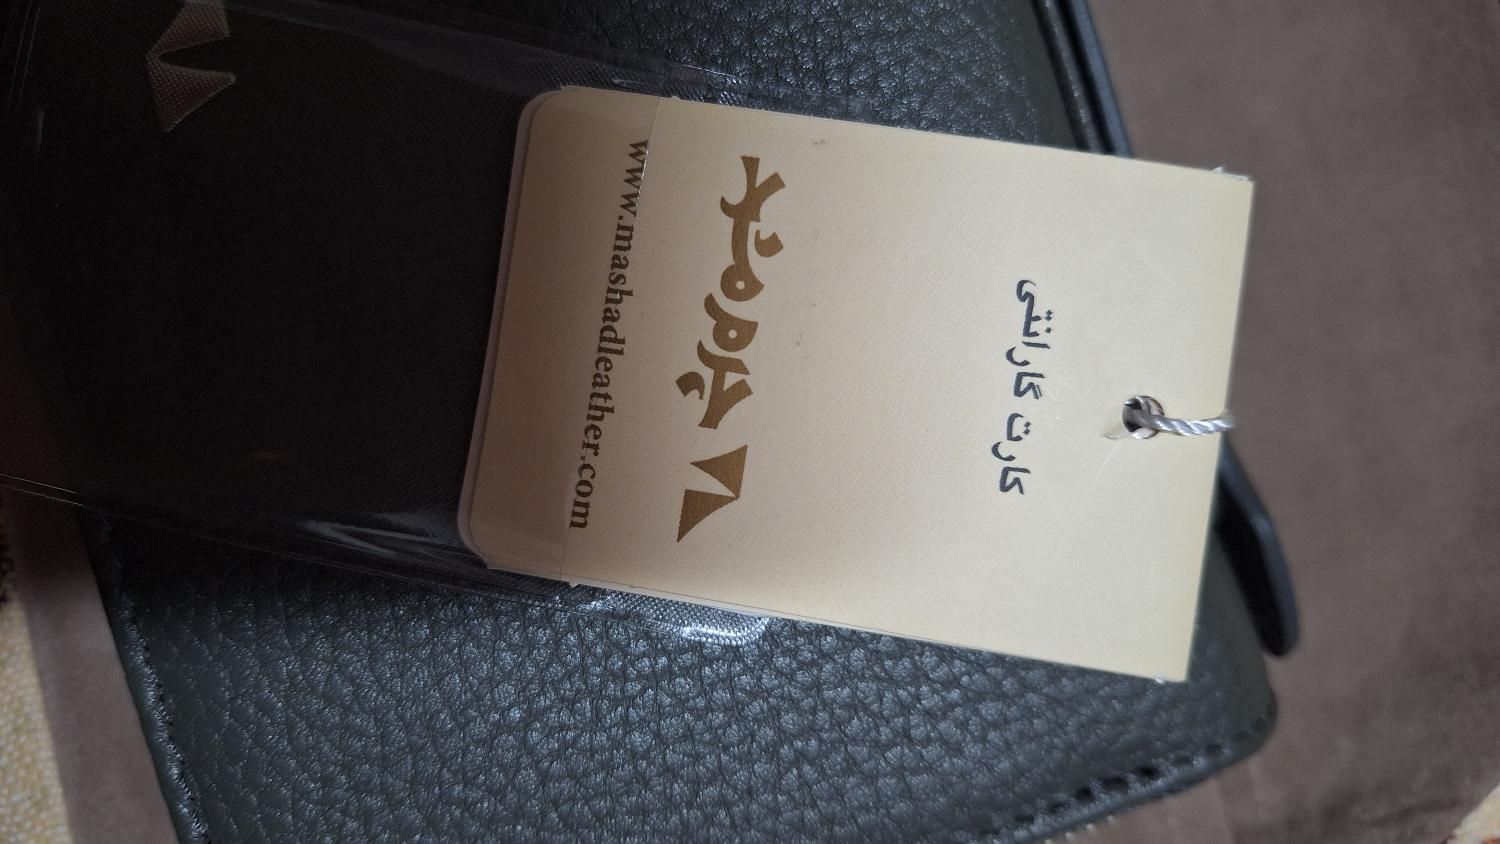 کارت گارانتی
چرم مشهد
www.mashadleather.com